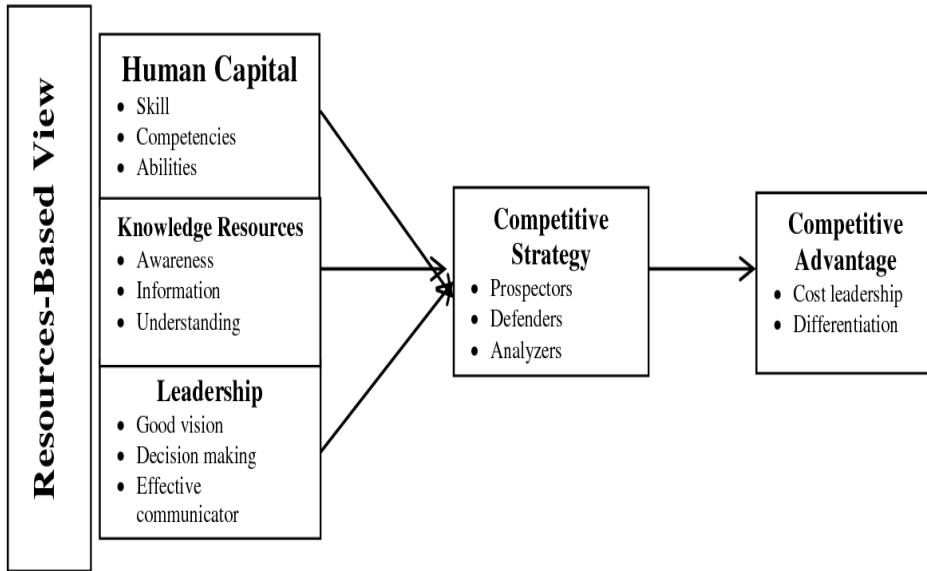 Resources-Based View
Human Capital
• Skill
• Competencies
• Abilities
Knowledge Resources
• Awareness
• Information
• Understanding
Leadership
• Good vision
• Decision making
• Effective
communicator
Competitive
Strategy
• Prospectors
• Defenders
• Analyzers
Competitive
Advantage
• Cost leadership
• Differentiation